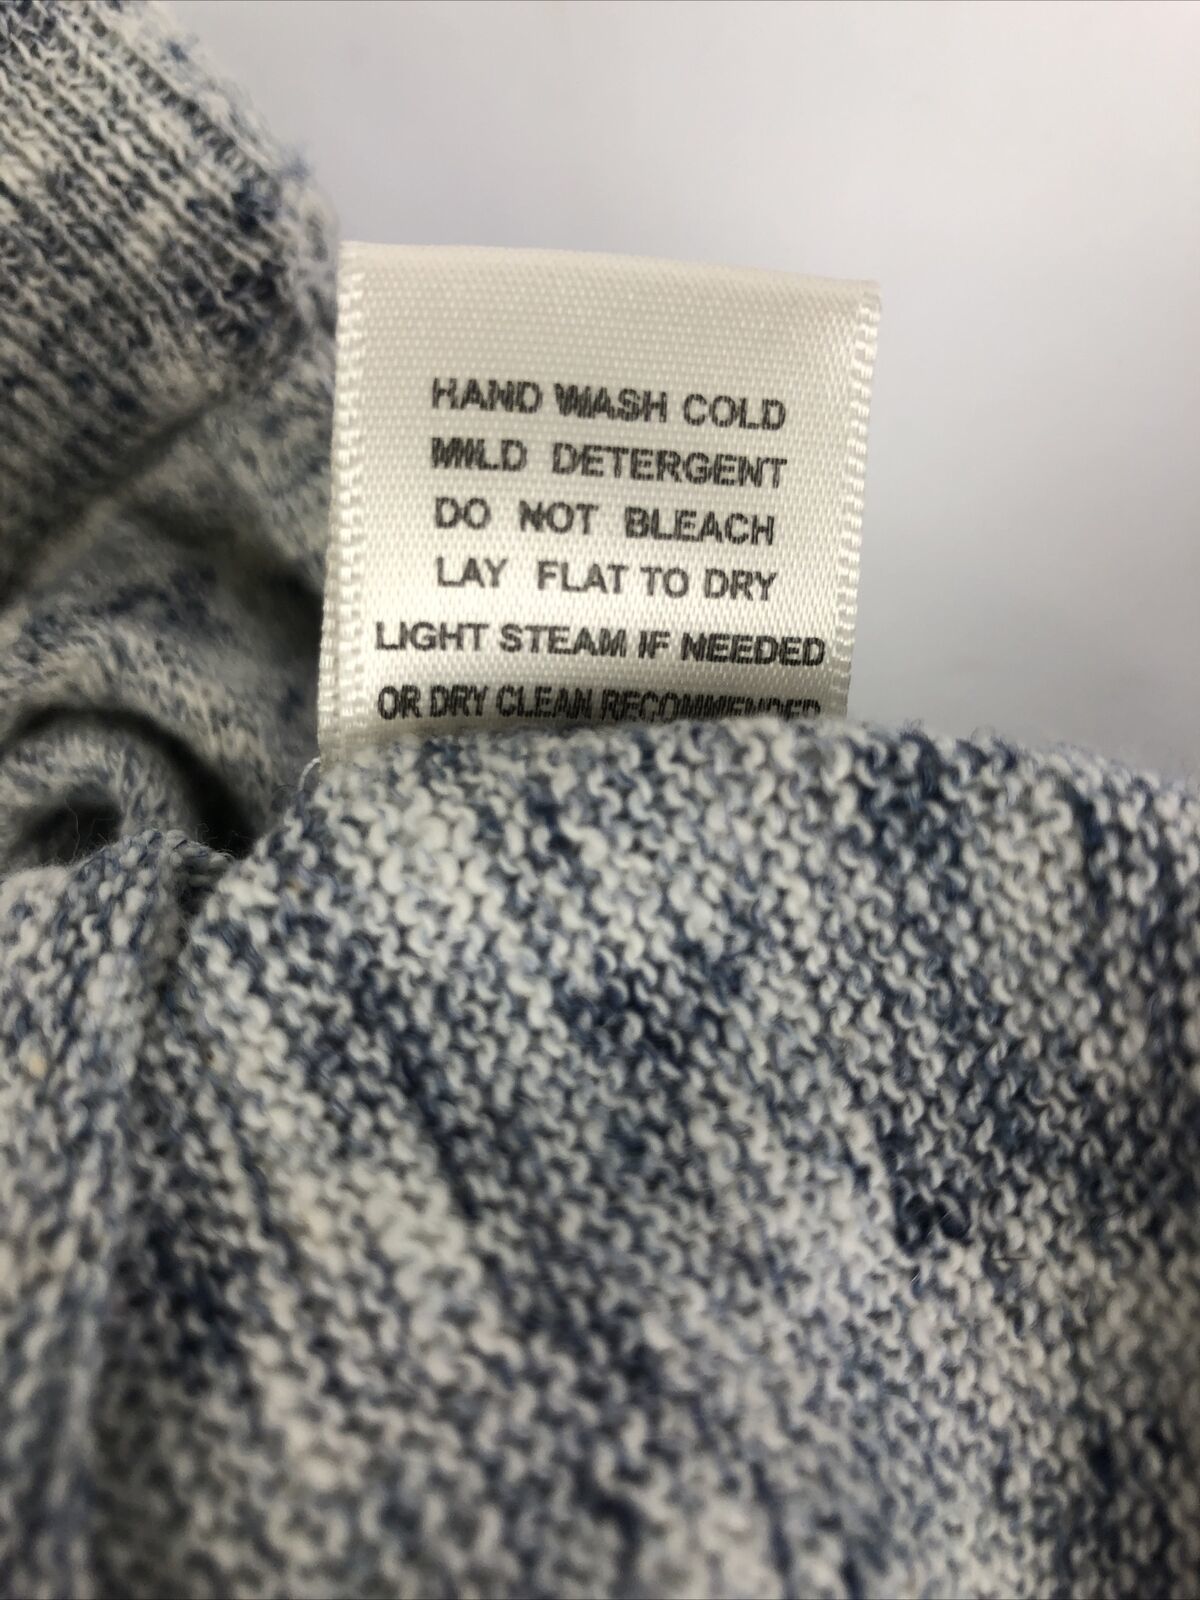 HAND WASH COLD
MILD DETERGENT
DO NOT BLEACH
LAY FLAT TO DRY
LIGHT STEAM IF NEEDED
OR DRY CLEAN RECOMMENDED